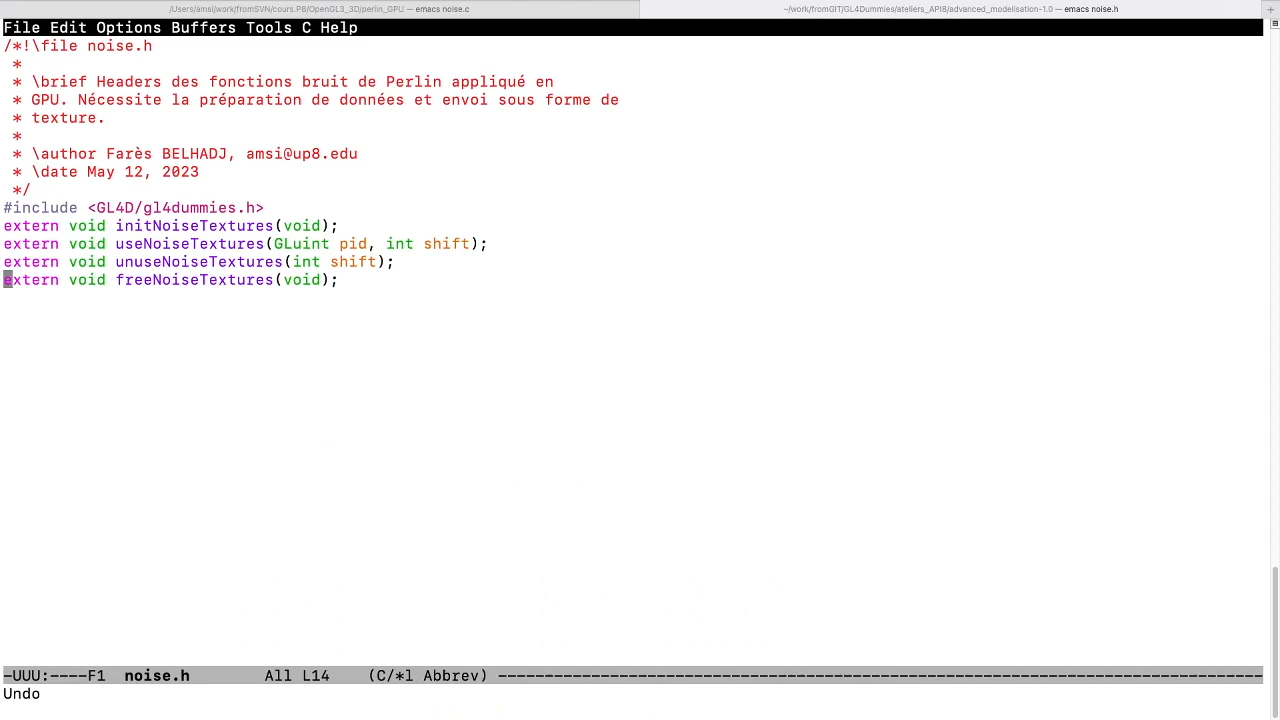 /Users/amsi/work/fromSVN/cours.P8/OpenGL3_3D/perlin_GPU — emacs noise.c
~/work/fromGIT/GL4Dummies/ateliers_API8/advanced_modelisation-1.0 — emacs noise.h
File Edit Options Buffers Tools C Help
/*!\file noise.h
 *
 * \brief Headers des fonctions bruit de Perlin appliqué en
 * GPU. Nécessite la préparation de données et envoi sous forme de
 * texture.
 *
 * \author Farès BELHADJ, amsi@up8.edu
 * \date May 12, 2023
 */
#include <GL4D/gl4dummies.h>
extern void initNoiseTextures(void);
extern void useNoiseTextures(GLuint pid, int shift);
extern void unuseNoiseTextures(int shift);
extern void freeNoiseTextures(void);
-UUU:----F1  noise.h        All L14    (C/*l Abbrev) ----------------------------------------------------------------------------------
Undo